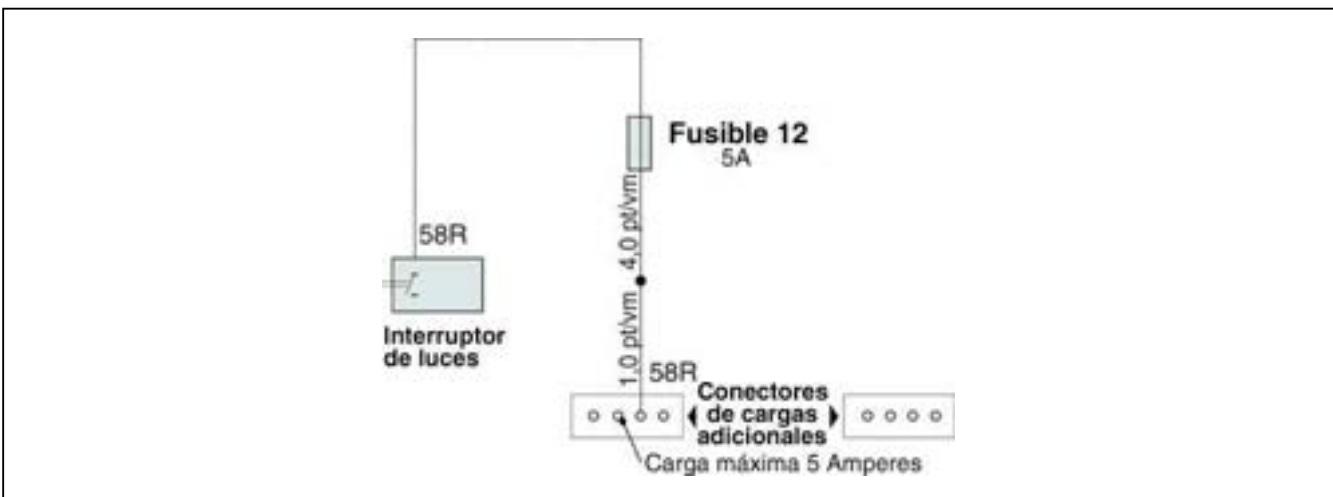 Fusible 12
5A
4,0 pt/vm
58R
Interruptor
de luces
1,0 pt/vm
58R
Conectores
de cargas
adicionales
Carga máxima 5 Amperes